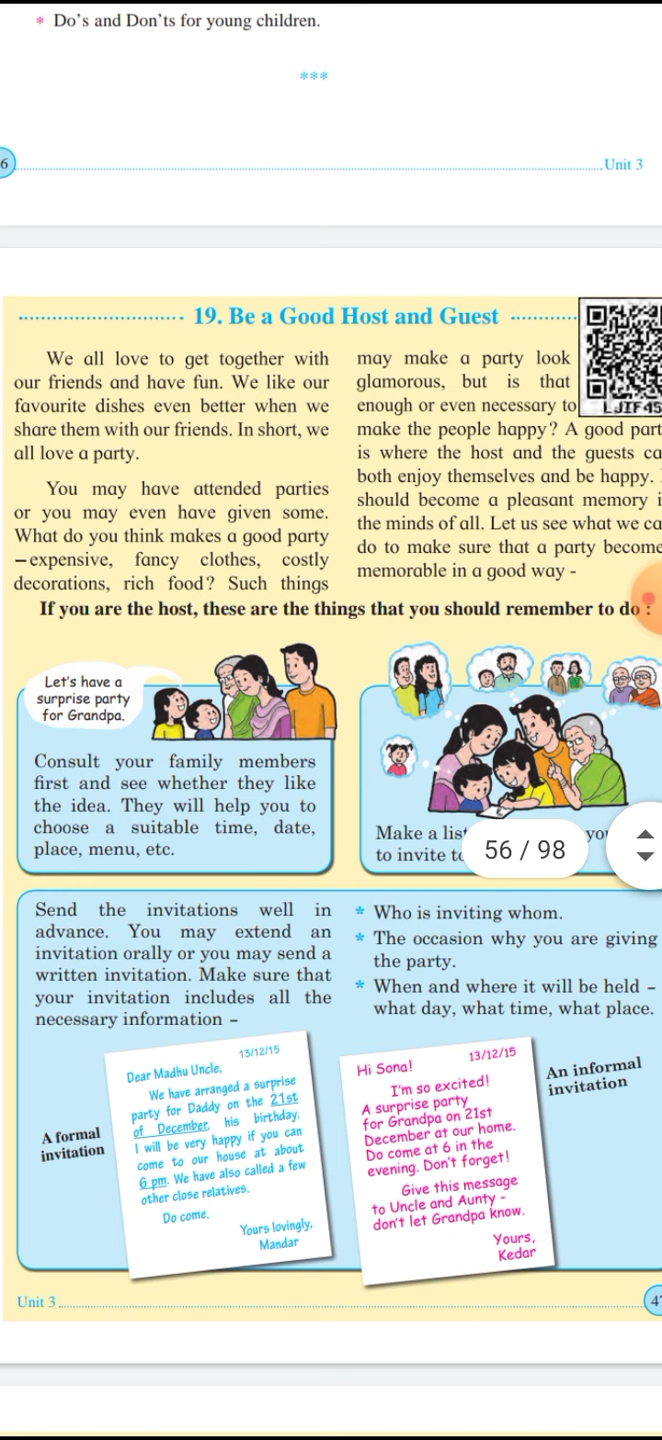 * Do's and Don'ts for young children.
***
6
Unit 3
19. Be a Good Host and Guest
We all love to get together with
our friends and have fun. We like our
favourite dishes even better when we
share them with our friends. In short, we
all love a party.
You may have attended parties
or you may even have given some.
What do you think makes a good party
– expensive, fancy clothes, costly
decorations, rich food? Such things
may make a party look
glamorous, but is that
enough or even necessary to
make the people happy? A good part
is where the host and the guests ca
both enjoy themselves and be happy.
should become a pleasant memory i
the minds of all. Let us see what we ca
do to make sure that a party become
memorable in a good way -
LJIF45
If you are the host, these are the things that you should remember to do :
Let's have a
surprise party
for Grandpa.
Consult your family members
first and see whether they like
the idea. They will help you to
choose a suitable time, date,
place, menu, etc.
Make a list
to invite
56 / 98
Send the invitations well in
advance. You may extend an
invitation orally or you may send a
written invitation. Make sure that
your invitation includes all the
necessary information –
* Who is inviting whom.
* The occasion why you are giving
the party.
* When and where it will be held –
what day, what time, what place.
A formal
invitation
13/12/15
Dear Madhu Uncle,
We have arranged a surprise
party for Daddy on the 21st
of December, his birthday.
I will be very happy if you can
come to our house at about
6 pm. We have also called a few
other close relatives.
Do come.
Yours lovingly,
Mandar
13/12/15
Hi Sona!
I'm so excited!
A surprise party
for Grandpa on 21st
December at our home.
Do come at 6 in the
evening. Don't forget!
Give this message
to Uncle and Aunty -
don't let Grandpa know.
Yours,
Kedar
An informal
invitation
Unit 3
4